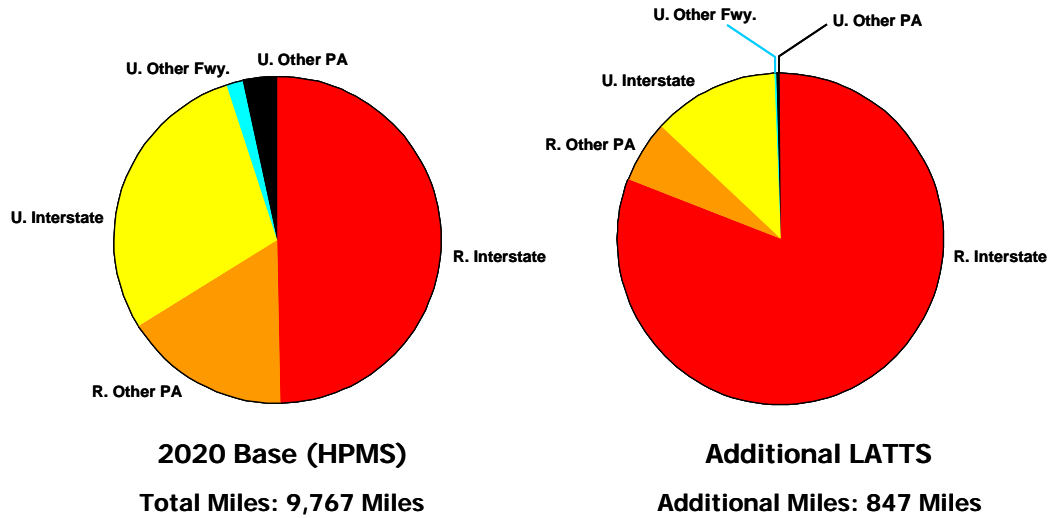 U. Other Fwy.
U. Other PA
U. Interstate
R. Interstate
R. Other PA
2020 Base (HPMS)
Total Miles: 9,767 Miles
U. Other Fwy.
U. Other PA
U. Interstate
R. Other PA
R. Interstate
Additional LATTS
Additional Miles: 847 Miles